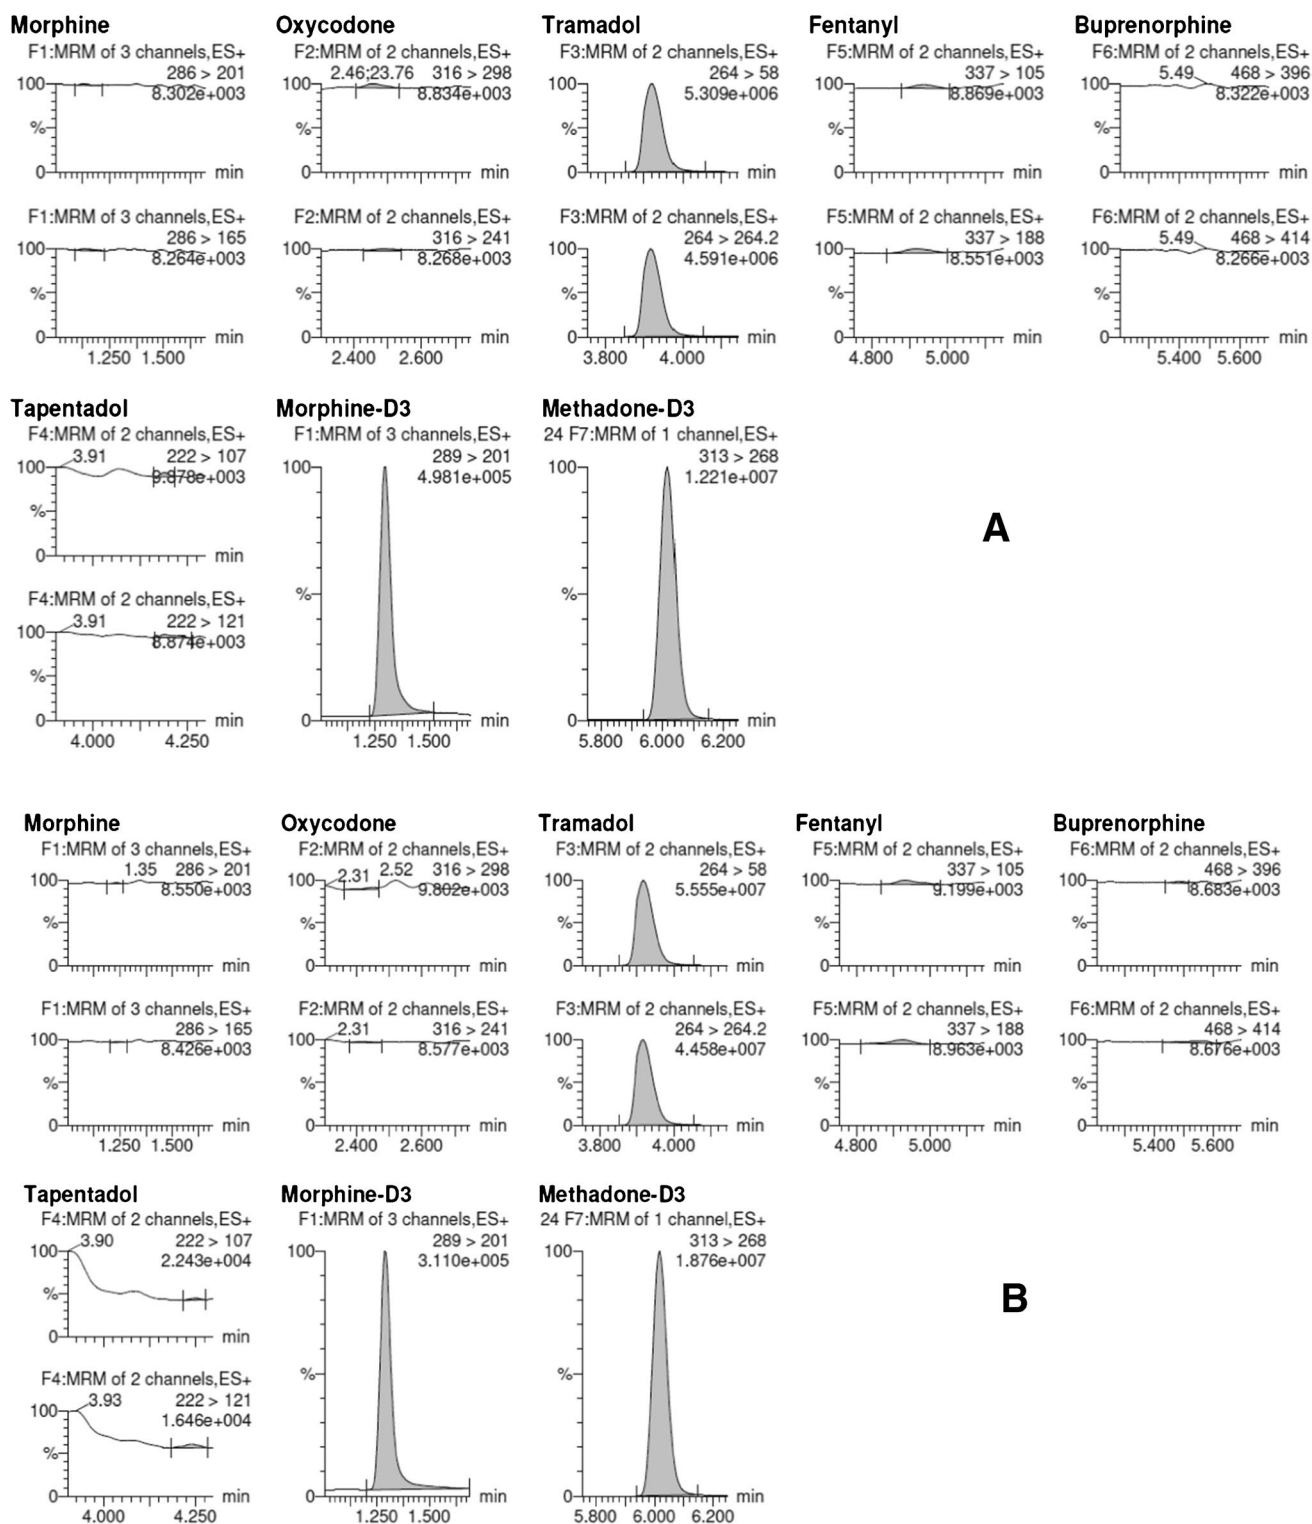 Morphine
F1:MRM of 3 channels,ES+
286 > 201
8.302e+003
100
%
0
min
F1:MRM of 3 channels,ES+
286 > 165
8.264e+003
100
%
0
min
1.250 1.500
Oxycodone
F2:MRM of 2 channels,ES+
2.46;23.76 316 > 298
8.834e+003
100
%
0
min
F2:MRM of 2 channels,ES+
316 > 241
8.268e+003
100
%
0
min
2.400 2.600
Tramadol
F3:MRM of 2 channels,ES+
264 > 58
5.309e+006
100
%
0
min
F3:MRM of 2 channels,ES+
264 > 264.2
4.591e+006
100
%
0
min
3.800 4.000
Fentanyl
F5:MRM of 2 channels,ES+
337 > 105
8.869e+003
100
%
0
min
F5:MRM of 2 channels,ES+
337 > 188
8.551e+003
100
%
0
min
4.800 5.000
Buprenorphine
F6:MRM of 2 channels,ES+
5.49 468 > 396
8.322e+003
100
%
0
min
F6:MRM of 2 channels,ES+
5.49 468 > 414
8.266e+003
100
%
0
min
5.400 5.600
Tapentadol
F4:MRM of 2 channels,ES+
3.91 222 > 107
9.878e+003
100
%
0
min
F4:MRM of 2 channels,ES+
3.91 222 > 121
8.874e+003
100
%
0
min
4.000 4.250
Morphine-D3
F1:MRM of 3 channels,ES+
289 > 201
4.981e+005
100
%
0
min
1.250 1.500
Methadone-D3
24 F7:MRM of 1 channel,ES+
313 > 268
1.221e+007
100
%
0
min
5.800 6.000 6.200
A
Morphine
F1:MRM of 3 channels,ES+
1.35 286 > 201
8.550e+003
100
%
0
min
F1:MRM of 3 channels,ES+
286 > 165
8.426e+003
100
%
0
min
1.250 1.500
Oxycodone
F2:MRM of 2 channels,ES+
2.31 2.52 316 > 298
9.802e+003
100
%
0
min
F2:MRM of 2 channels,ES+
2.31 316 > 241
8.577e+003
100
%
0
min
2.400 2.600
Tramadol
F3:MRM of 2 channels,ES+
264 > 58
5.555e+007
100
%
0
min
F3:MRM of 2 channels,ES+
264 > 264.2
4.458e+007
100
%
0
min
3.800 4.000
Fentanyl
F5:MRM of 2 channels,ES+
337 > 105
9.199e+003
100
%
0
min
F5:MRM of 2 channels,ES+
337 > 188
8.963e+003
100
%
0
min
4.800 5.000
Buprenorphine
F6:MRM of 2 channels,ES+
468 > 396
8.683e+003
100
%
0
min
F6:MRM of 2 channels,ES+
468 > 414
8.676e+003
100
%
0
min
5.400 5.600
Tapentadol
F4:MRM of 2 channels,ES+
3.90 222 > 107
2.243e+004
100
%
0
min
F4:MRM of 2 channels,ES+
3.93 222 > 121
1.646e+004
100
%
0
min
4.000 4.250
Morphine-D3
F1:MRM of 3 channels,ES+
289 > 201
3.110e+005
100
%
0
min
1.250 1.500
Methadone-D3
24 F7:MRM of 1 channel,ES+
313 > 268
1.876e+007
100
%
0
min
5.800 6.000 6.200
B